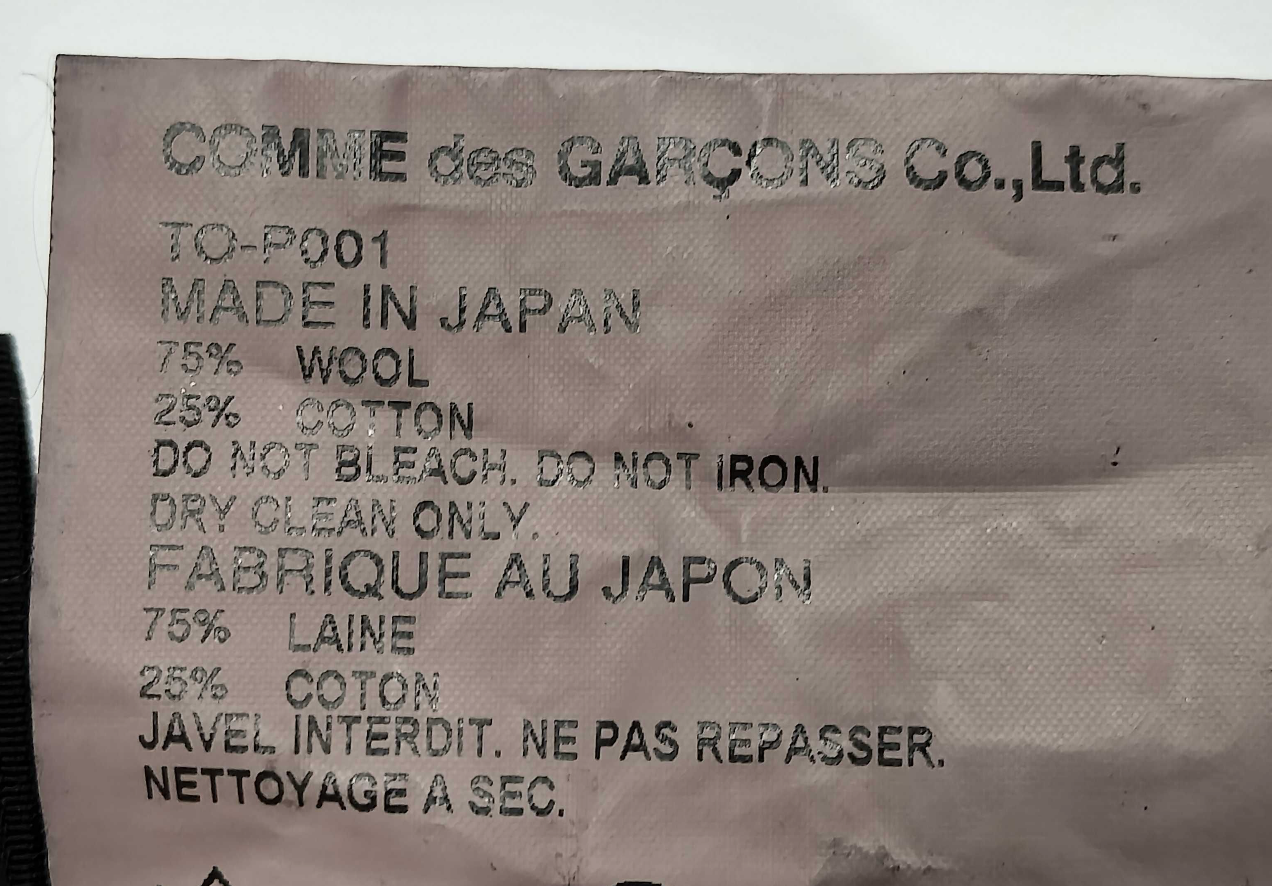 COMME des GARÇONS Co.,Ltd.
TO-P001
MADE IN JAPAN
75% WOOL
25% COTTON
DO NOT BLEACH. DO NOT IRON.
DRY CLEAN ONLY.
FABRIQUE AU JAPON
75% LAINE
25% COTON
JAVEL INTERDIT. NE PAS REPASSER.
NETTOYAGE A SEC.